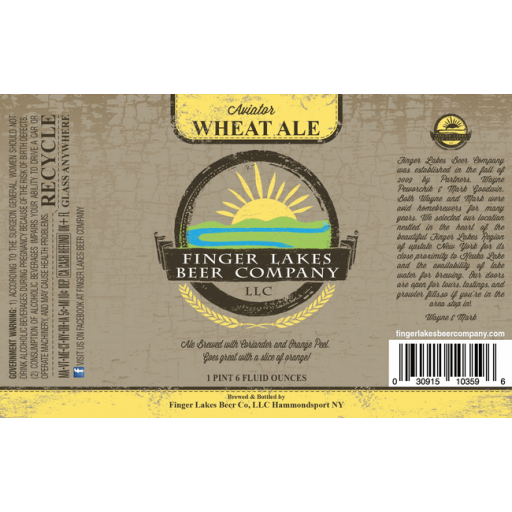 GOVERNMENT WARNING: 1) ACCORDING TO THE SURGEON GENERAL, WOMEN SHOULD NOT
DRINK ALCOHOLIC BEVERAGES DURING PREGNANCY BECAUSE OF THE RISK OF BIRTH DEFECTS.
(2) CONSUMPTION OF ALCOHOLIC BEVERAGES IMPAIRS YOUR ABILITY TO DRIVE A CAR OR
OPERATE MACHINERY, AND MAY CAUSE HEALTH PROBLEMS.
RECYCLE
GLASS ANYWHERE
CA CASH REFUND
VISIT US ON FACEBOOK AT FINGER LAKES BEER COMPANY
Aviator
WHEAT ALE
FINGER LAKES
BEER COMPANY
LLC
Ale Brewed with Coriander and Orange Peel.
Goes great with a slice of orange!
1 PINT 6 FLUID OUNCES
Brewed & Bottled by
Finger Lakes Beer Co, LLC Hammondsport NY
Finger Lakes Beer Company
was established in the fall of
2009 by Partners, Wayne
Pavorchik & Mark Goodwin.
Both Wayne and Mark were
avid homebrewers for many
years. We selected our location
nestled in the heart of the
beautiful Finger Lakes Region
of upstate New York for its
close proximity to Keuka Lake
and the availability of lake
water for brewing. Our doors
are open for tours, tastings, and
growler fills,so if you're in the
area stop in!
Wayne & Mark
fingerlakesbeercompany.com
0 30915 10359 6